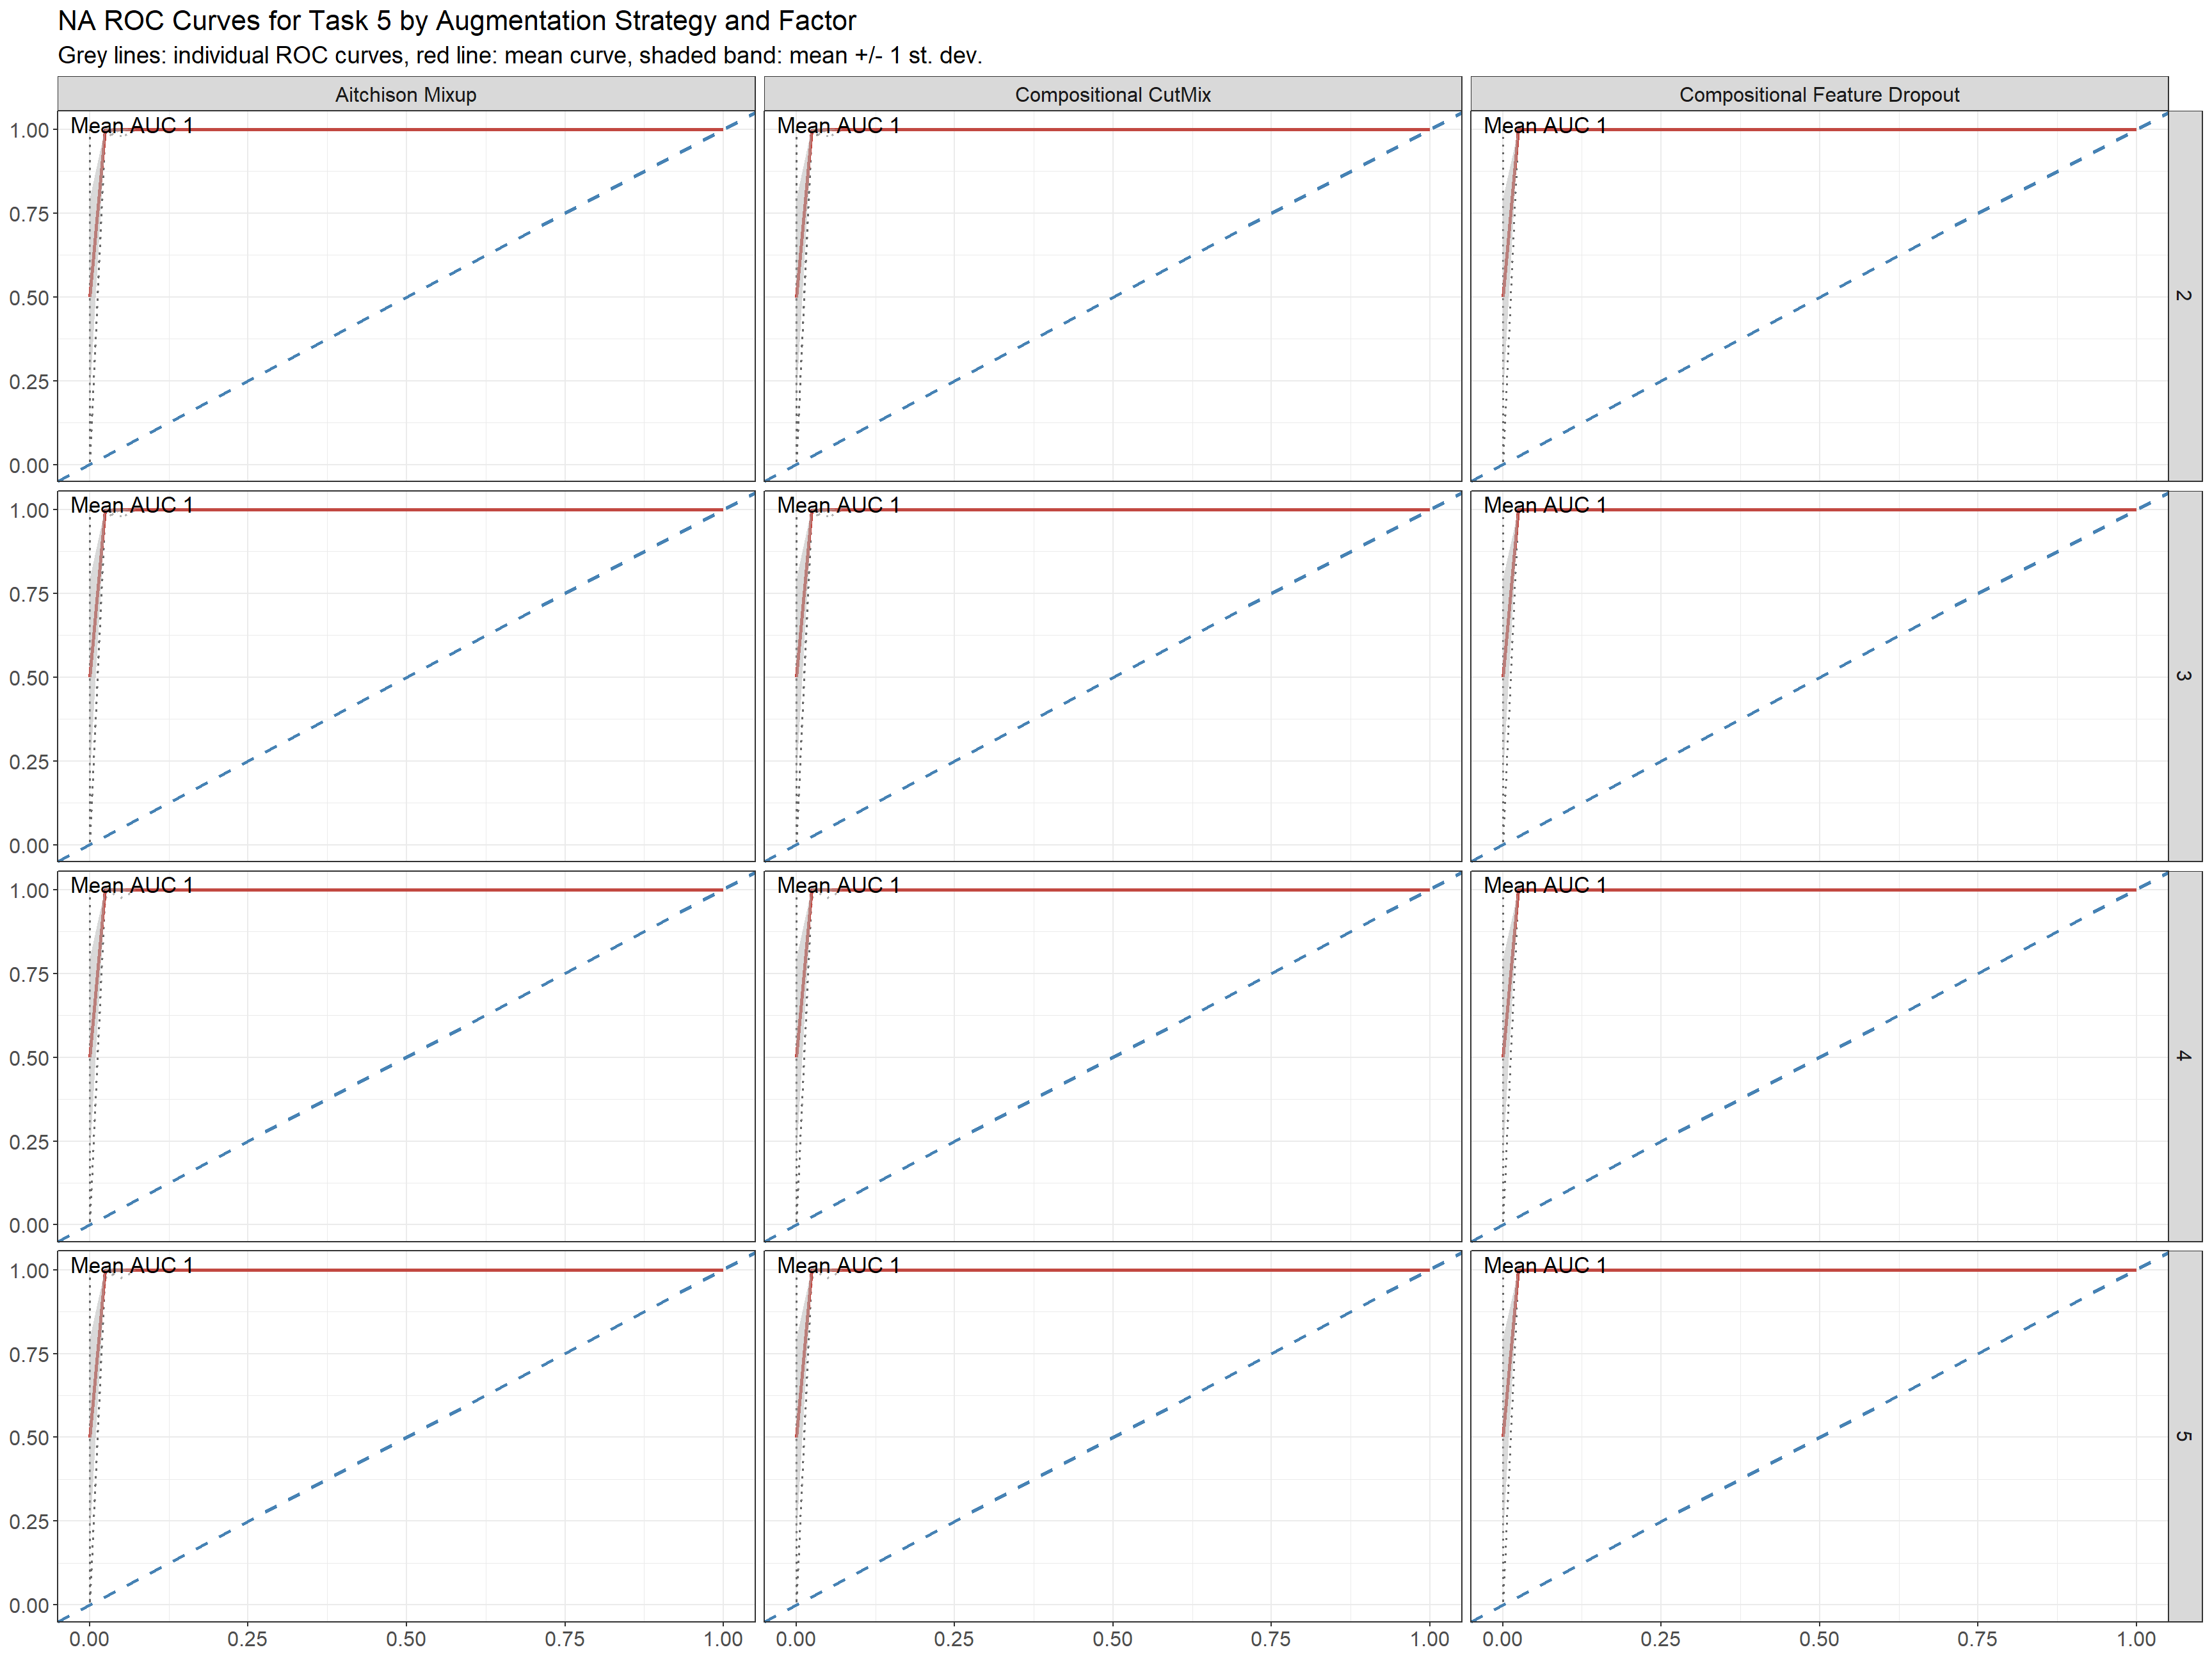 NA ROC Curves for Task 5 by Augmentation Strategy and Factor
Grey lines: individual ROC curves, red line: mean curve, shaded band: mean +/- 1 st. dev.
Aitchison Mixup
Compositional CutMix
Compositional Feature Dropout
1.00
0.75
0.50
0.25
0.00
Mean AUC 1
Mean AUC 1
Mean AUC 1
2
1.00
0.75
0.50
0.25
0.00
Mean AUC 1
Mean AUC 1
Mean AUC 1
3
1.00
0.75
0.50
0.25
0.00
Mean AUC 1
Mean AUC 1
Mean AUC 1
4
1.00
0.75
0.50
0.25
0.00
Mean AUC 1
Mean AUC 1
Mean AUC 1
5
0.00 0.25 0.50 0.75 1.00
0.00 0.25 0.50 0.75 1.00
0.00 0.25 0.50 0.75 1.00